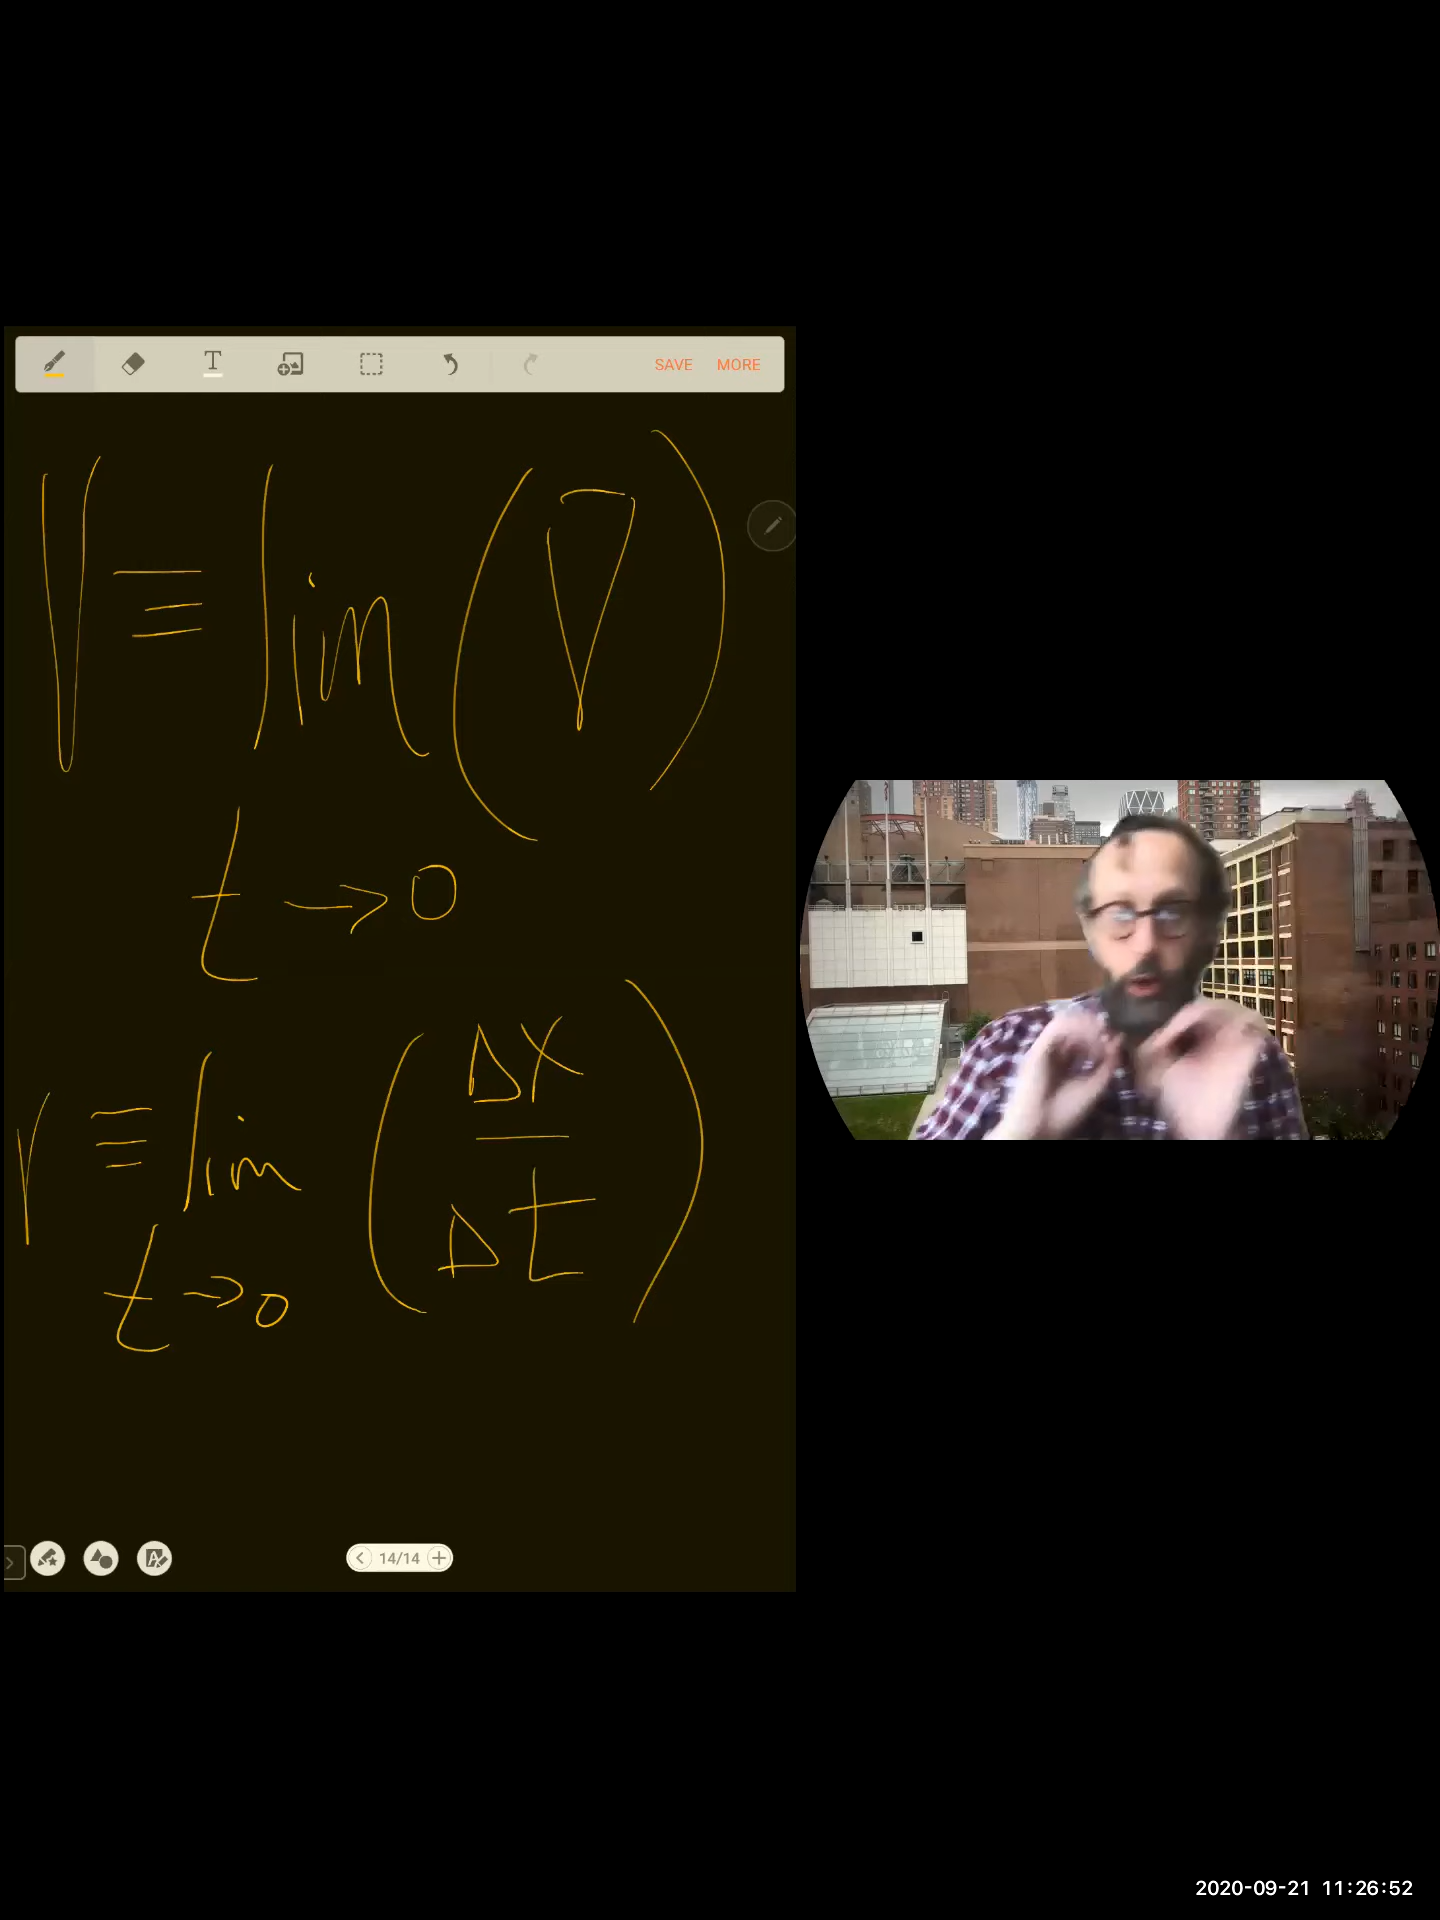 T SAVE MORE
V ≡ lim (V̅)
t → 0
v ≡ lim (Δx / Δt)
t → 0
14/14
2020-09-21 11:26:52